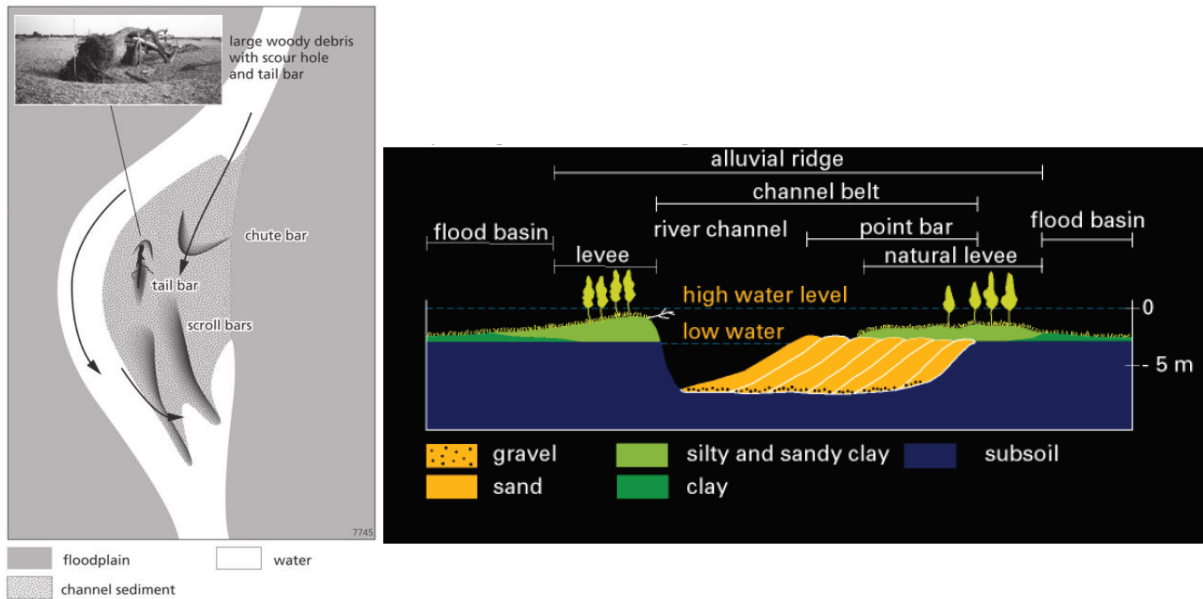 large woody debris
with scour hole
and tail bar
chute bar
tail bar
scroll bars
7745
floodplain
water
channel sediment
alluvial ridge
channel belt
flood basin
river channel
point bar
flood basin
levee
natural levee
high water level
0
low water
- 5 m
gravel
silty and sandy clay
subsoil
sand
clay